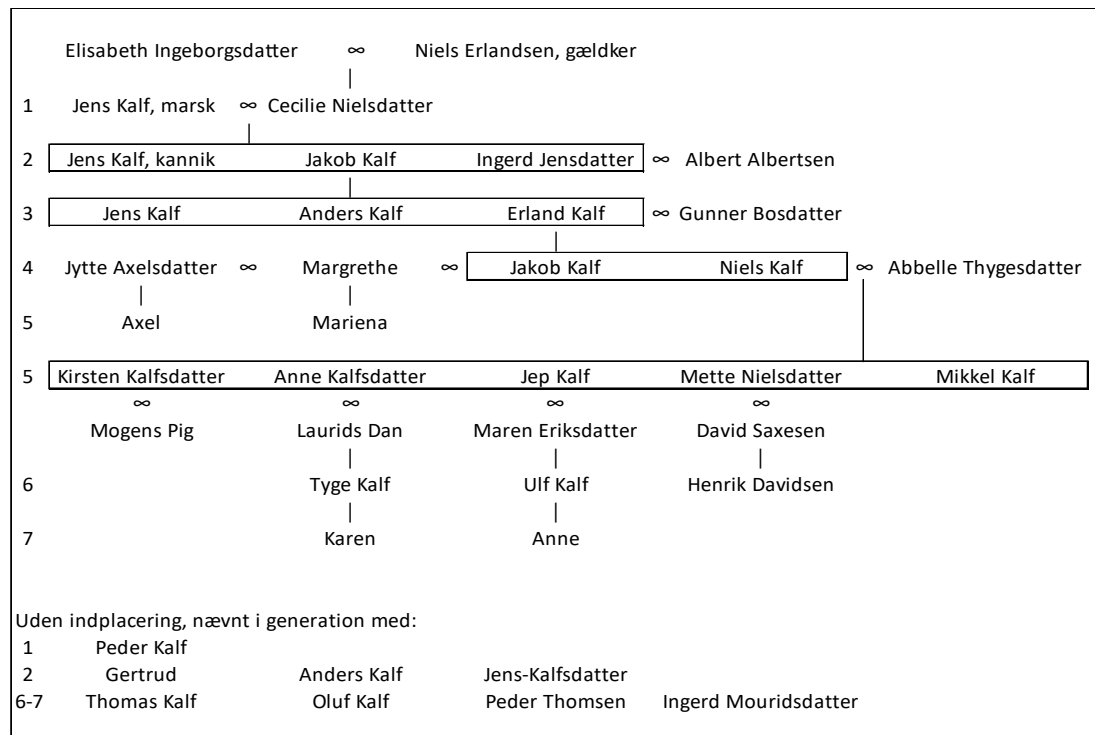 Elisabeth Ingeborgsdatter ∞ Niels Erlandsen, gældker
1 Jens Kalf, marsk ∞ Cecilie Nielsdatter
2 Jens Kalf, kannik Jakob Kalf Ingerd Jensdatter ∞ Albert Albertsen
3 Jens Kalf Anders Kalf Erland Kalf ∞ Gunner Bosdatter
4 Jytte Axelsdatter ∞ Margrethe ∞ Jakob Kalf Niels Kalf ∞ Abbelle Thygesdatter
5 Axel Mariena
5 Kirsten Kalfsdatter Anne Kalfsdatter Jep Kalf Mette Nielsdatter Mikkel Kalf
∞ ∞ ∞ ∞
Mogens Pig Laurids Dan Maren Eriksdatter David Saxesen
6 Tyge Kalf Ulf Kalf Henrik Davidsen
7 Karen Anne
Uden indplacering, nævnt i generation med:
1 Peder Kalf
2 Gertrud Anders Kalf Jens-Kalfsdatter
6-7 Thomas Kalf Oluf Kalf Peder Thomsen Ingerd Mouridsdatter